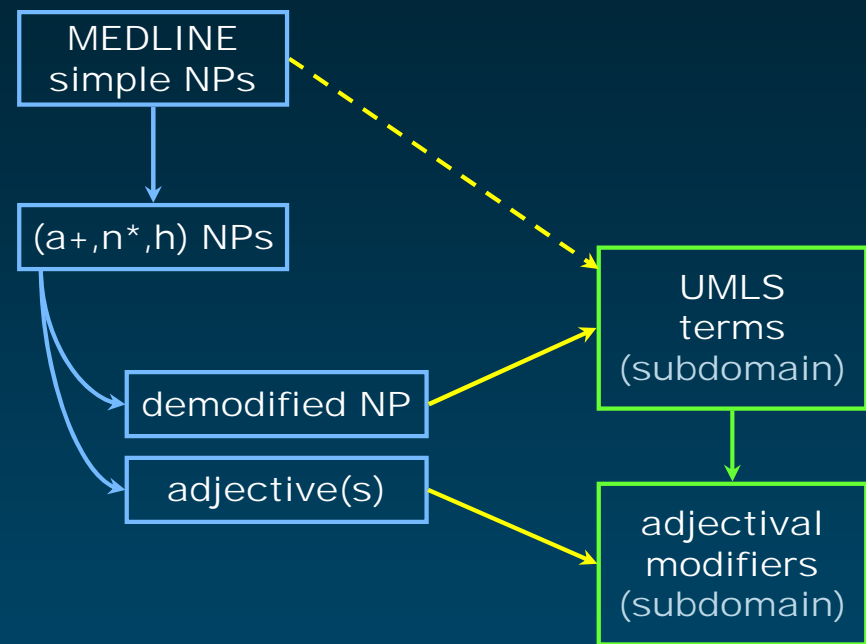 MEDLINE
simple NPs
(a+,n*,h) NPs
demodified NP
adjective(s)
UMLS
terms
(subdomain)
adjectival
modifiers
(subdomain)